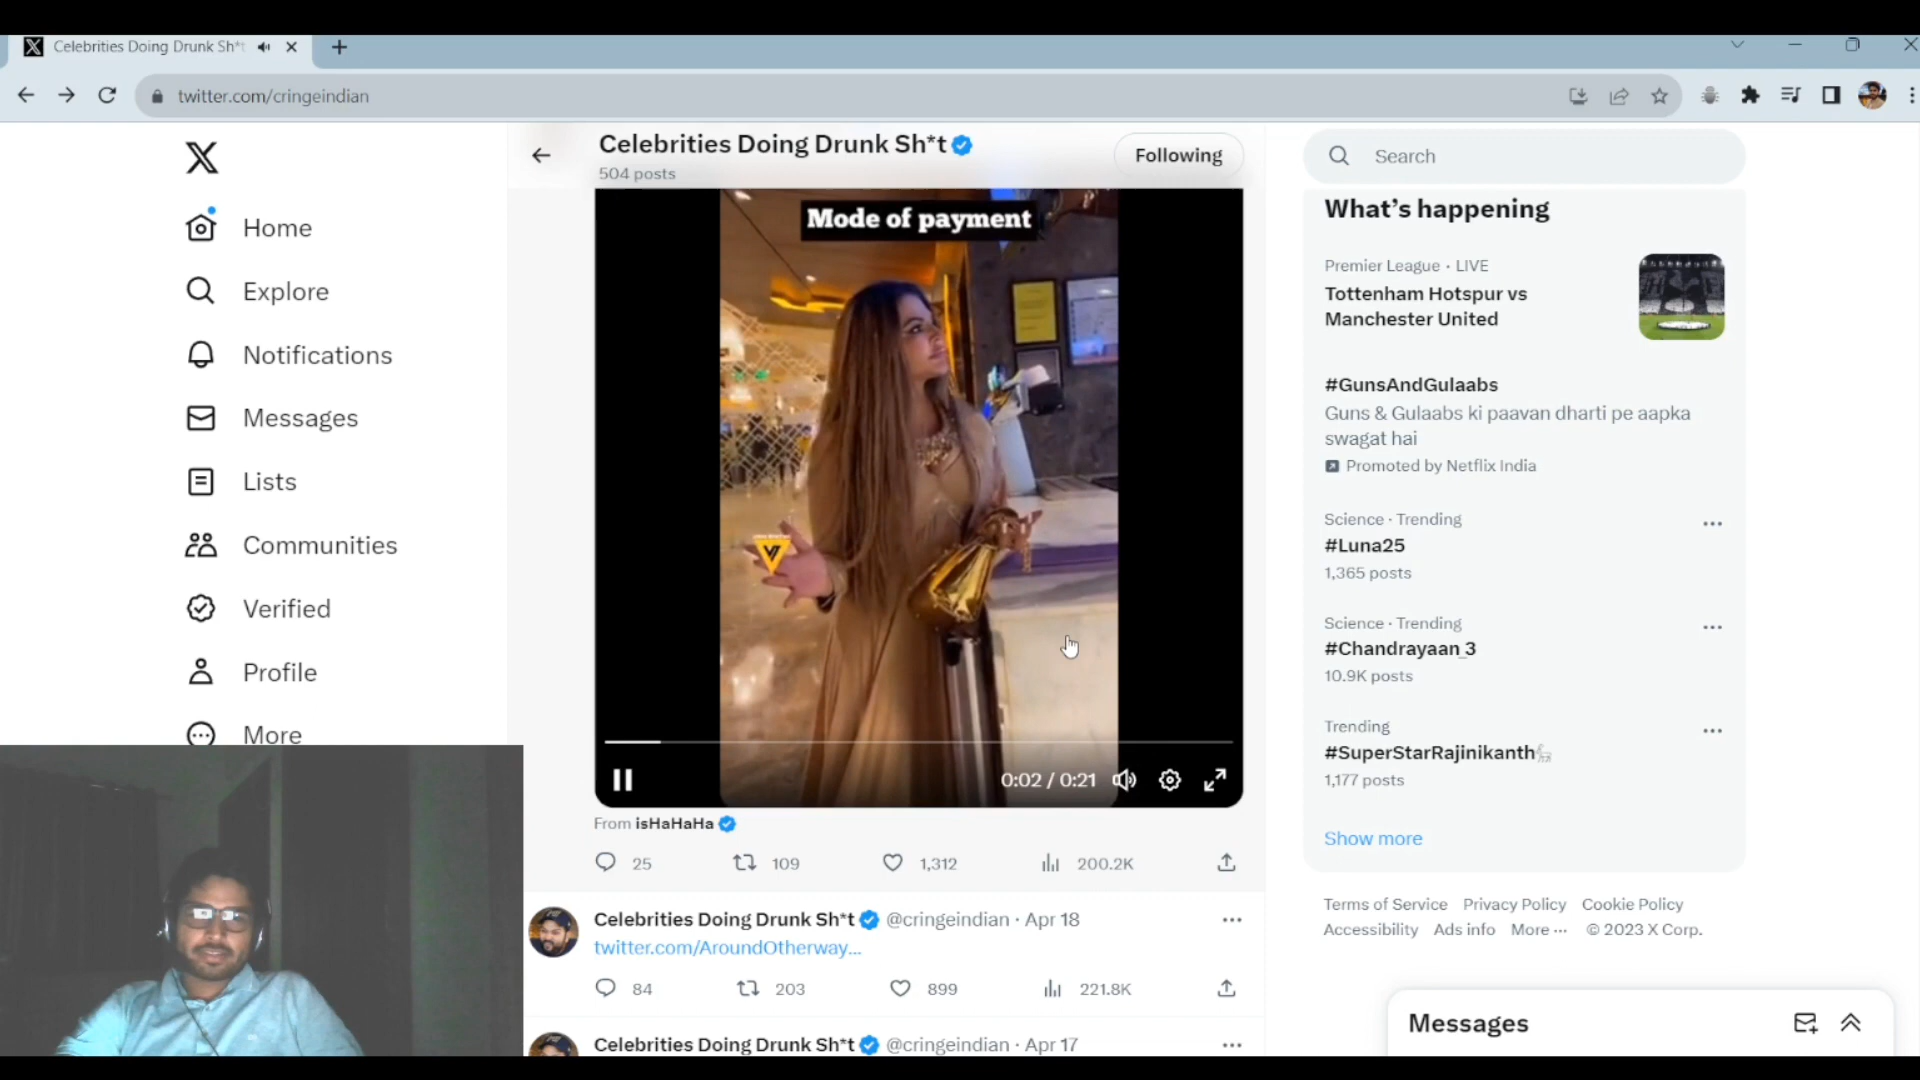 Celebrities Doing Drunk Sh*t
twitter.com/cringeindian
X
Home
Explore
Notifications
Messages
Lists
Communities
Verified
Profile
More
Celebrities Doing Drunk Sh*t
504 posts
Following
Mode of payment
0:02 / 0:21
From isHaHaHa
25
109
1,312
200.2K
Celebrities Doing Drunk Sh*t @cringeindian · Apr 18
twitter.com/AroundOtherway...
84
203
899
221.8K
Celebrities Doing Drunk Sh*t @cringeindian · Apr 17
Search
What's happening
Premier League · LIVE
Tottenham Hotspur vs
Manchester United
#GunsAndGulaabs
Guns & Gulaabs ki paavan dharti pe aapka
swagat hai
Promoted by Netflix India
Science · Trending
#Luna25
1,365 posts
Science · Trending
#Chandrayaan_3
10.9K posts
Trending
#SuperStarRajinikanth
1,177 posts
Show more
Terms of Service Privacy Policy Cookie Policy
Accessibility Ads info More ··· © 2023 X Corp.
Messages